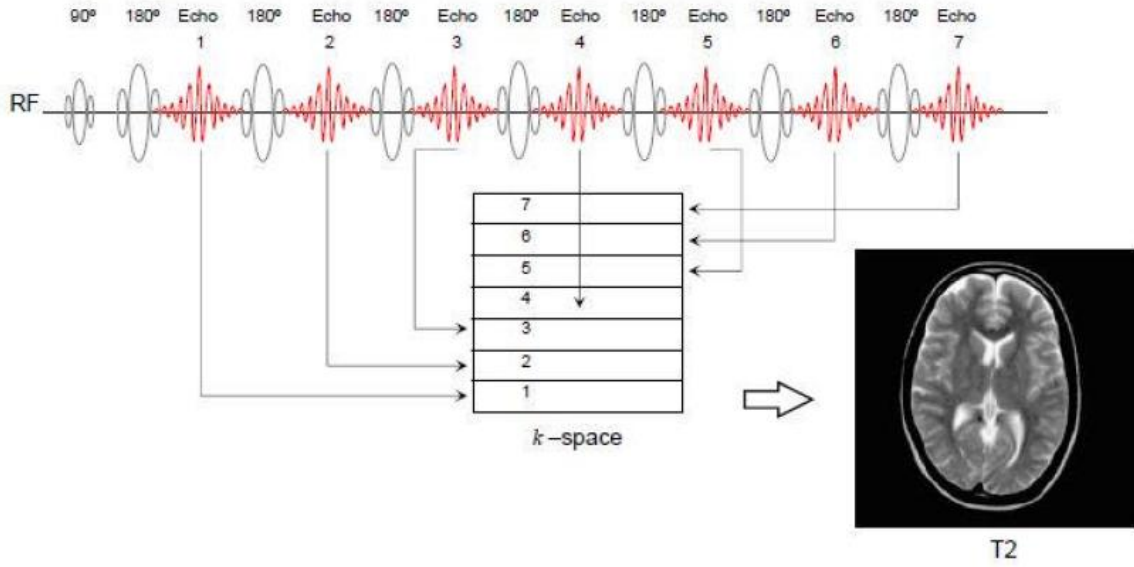 90º 180º Echo 180º Echo 180º Echo 180º Echo 180º Echo 180º Echo 180º Echo
1 2 3 4 5 6 7
RF
7
6
5
4
3
2
1
k –space
T2